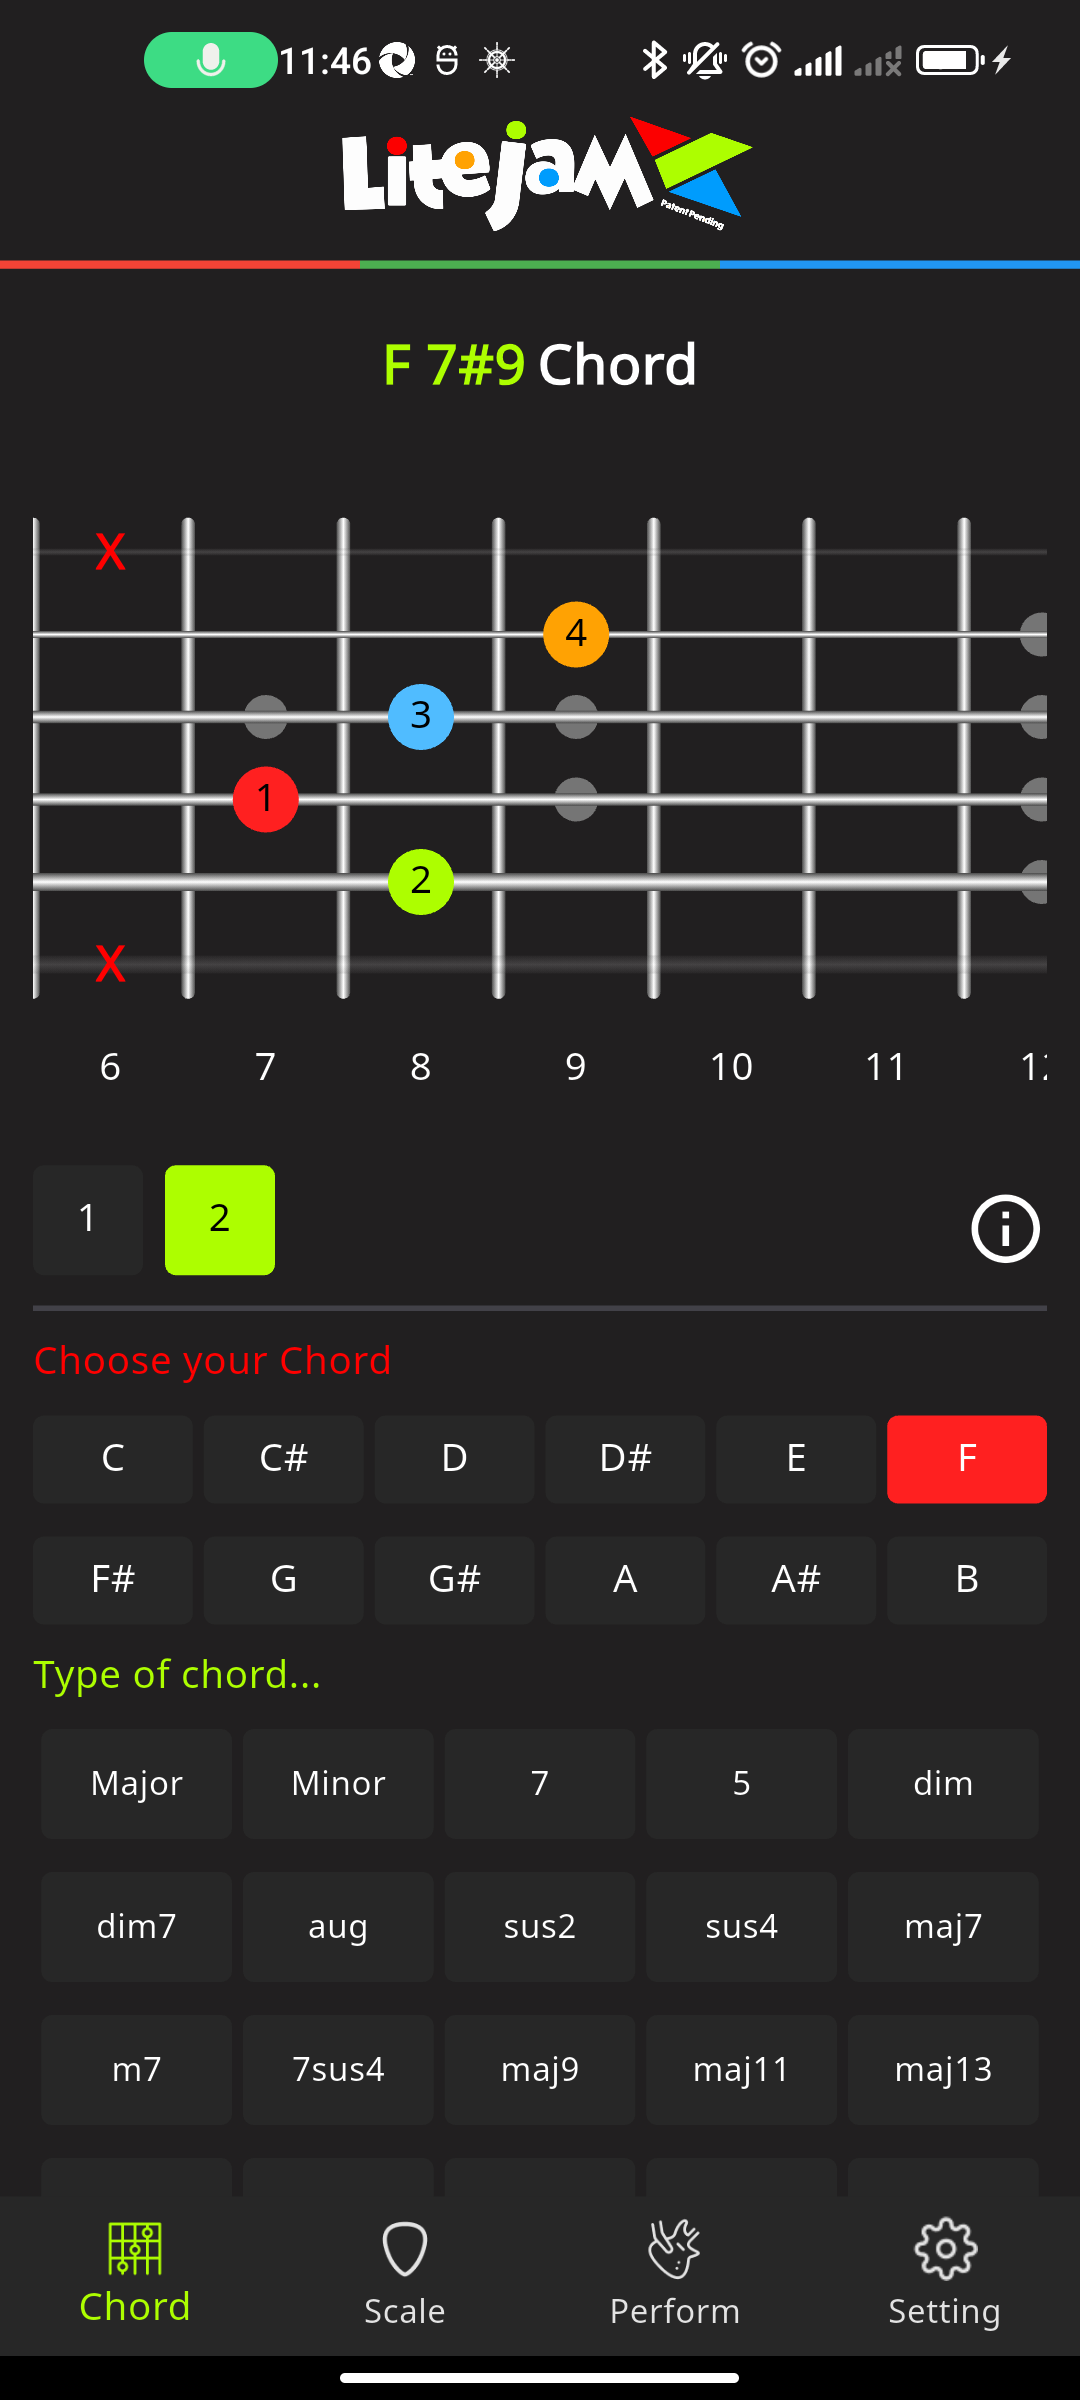 11:46
LiteJam
Patent Pending
F 7#9 Chord
X
4
3
1
2
X
6 7 8 9 10 11
1 2
Choose your Chord
C C# D D# E F
F# G G# A A# B
Type of chord...
Major Minor 7 5 dim
dim7 aug sus2 sus4 maj7
m7 7sus4 maj9 maj11 maj13
Chord Scale Perform Setting